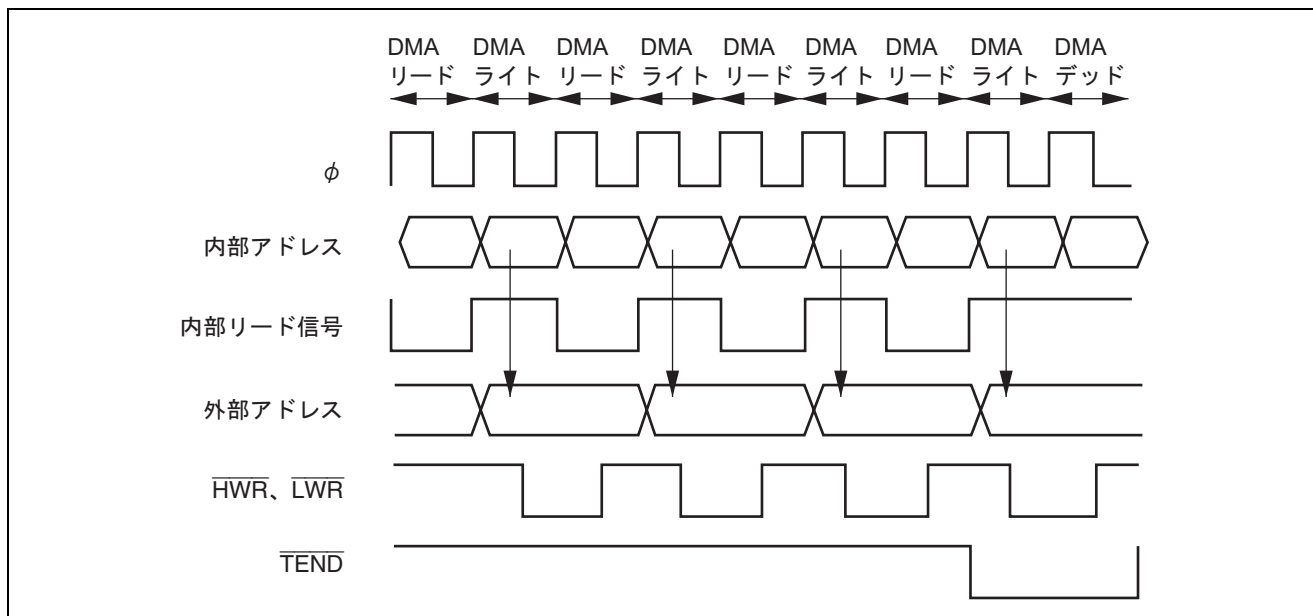 DMA DMA DMA DMA DMA DMA DMA DMA DMA
リード ライト リード ライト リード ライト リード ライト デッド
φ
内部アドレス
内部リード信号
外部アドレス
HWR、LWR
TEND